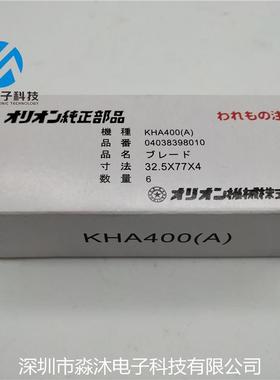 子科技
オリオン純正部品
われもの注
機種 KHA400(A)
品番 04038398010
品名 ブレード
寸法 32.5X77X4
数量 6
オリオン機械株式
KHA400(A)
深圳市淼沐电子科技有限公司